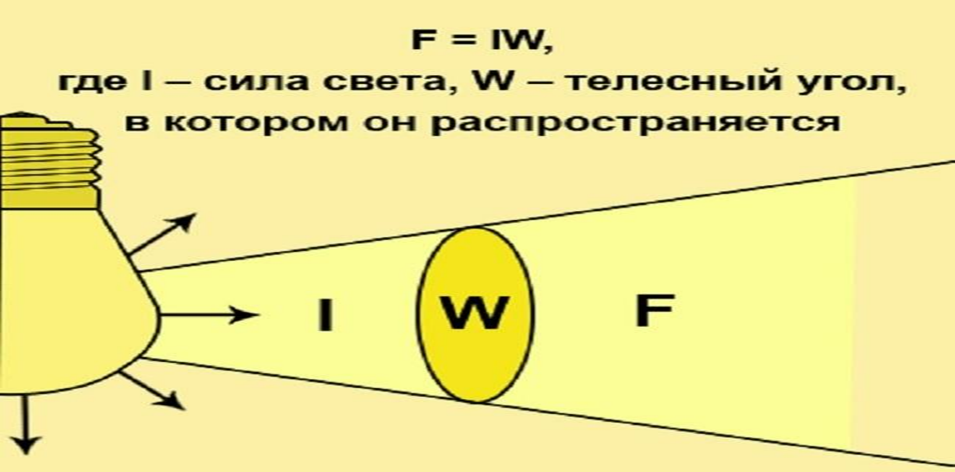 F = IW,
где I – сила света, W – телесный угол,
в котором он распространяется
I W F